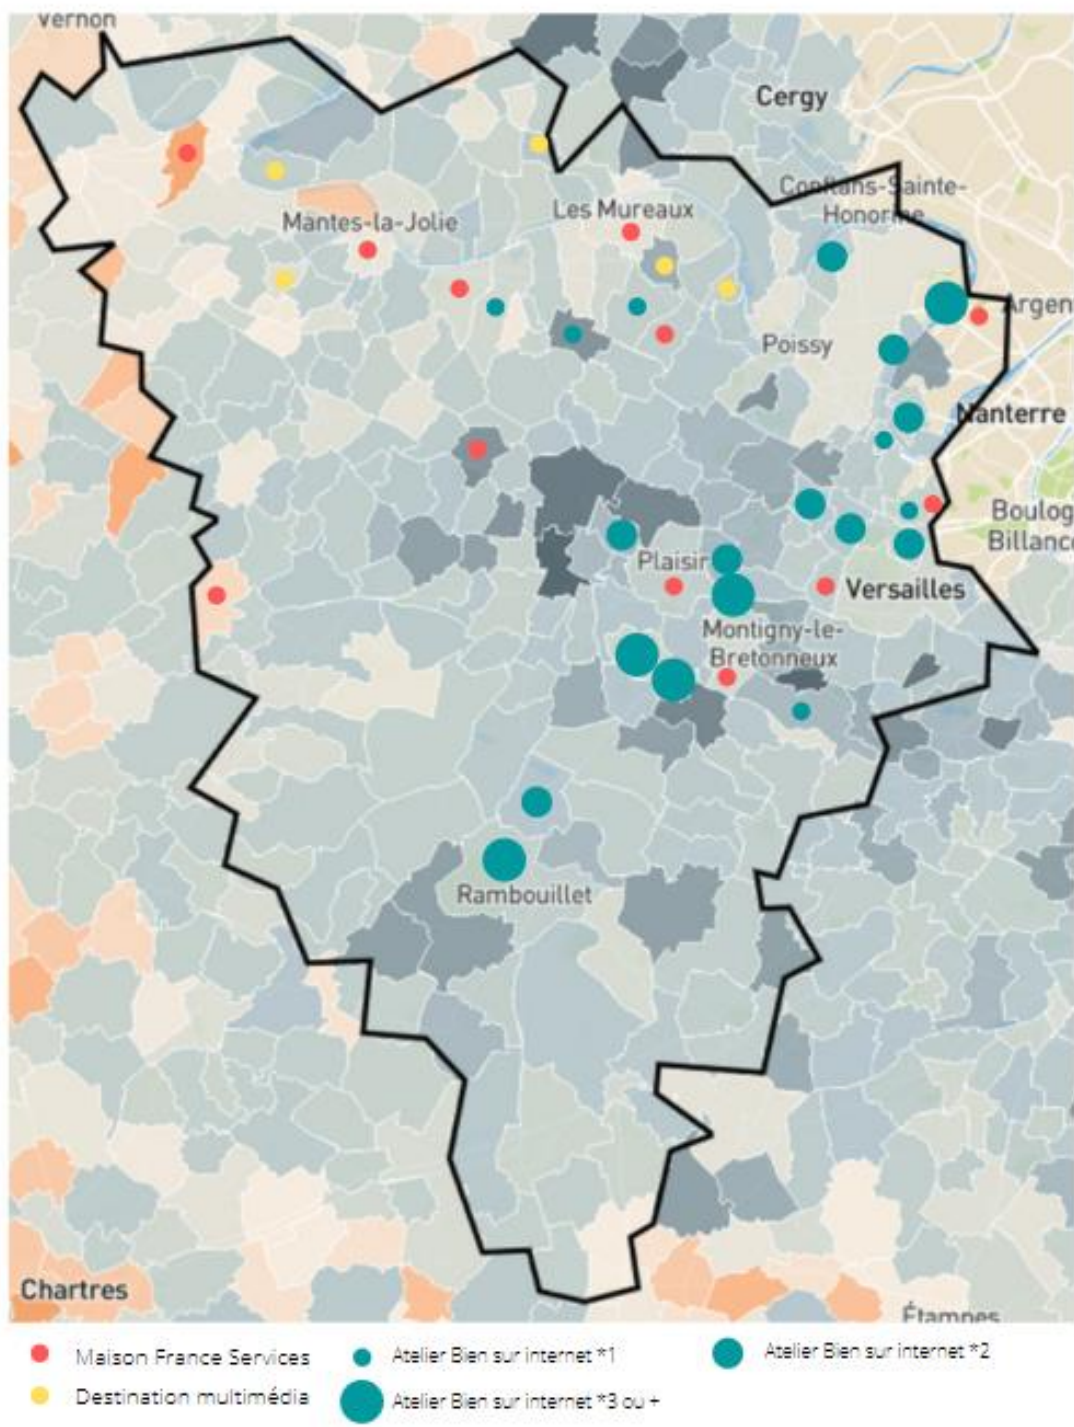 Vernon
Cergy
Conflans-Sainte-
Honorine
Mantes-la-Jolie
Les Mureaux
Argen
Poissy
Nanterre
Boulog
Billanc
Plaisir
Versailles
Montigny-le-
Bretonneux
Rambouillet
Chartres
Étampes
Maison France Services
Atelier Bien sur internet *1
Atelier Bien sur internet *2
Destination multimédia
Atelier Bien sur internet *3 ou +